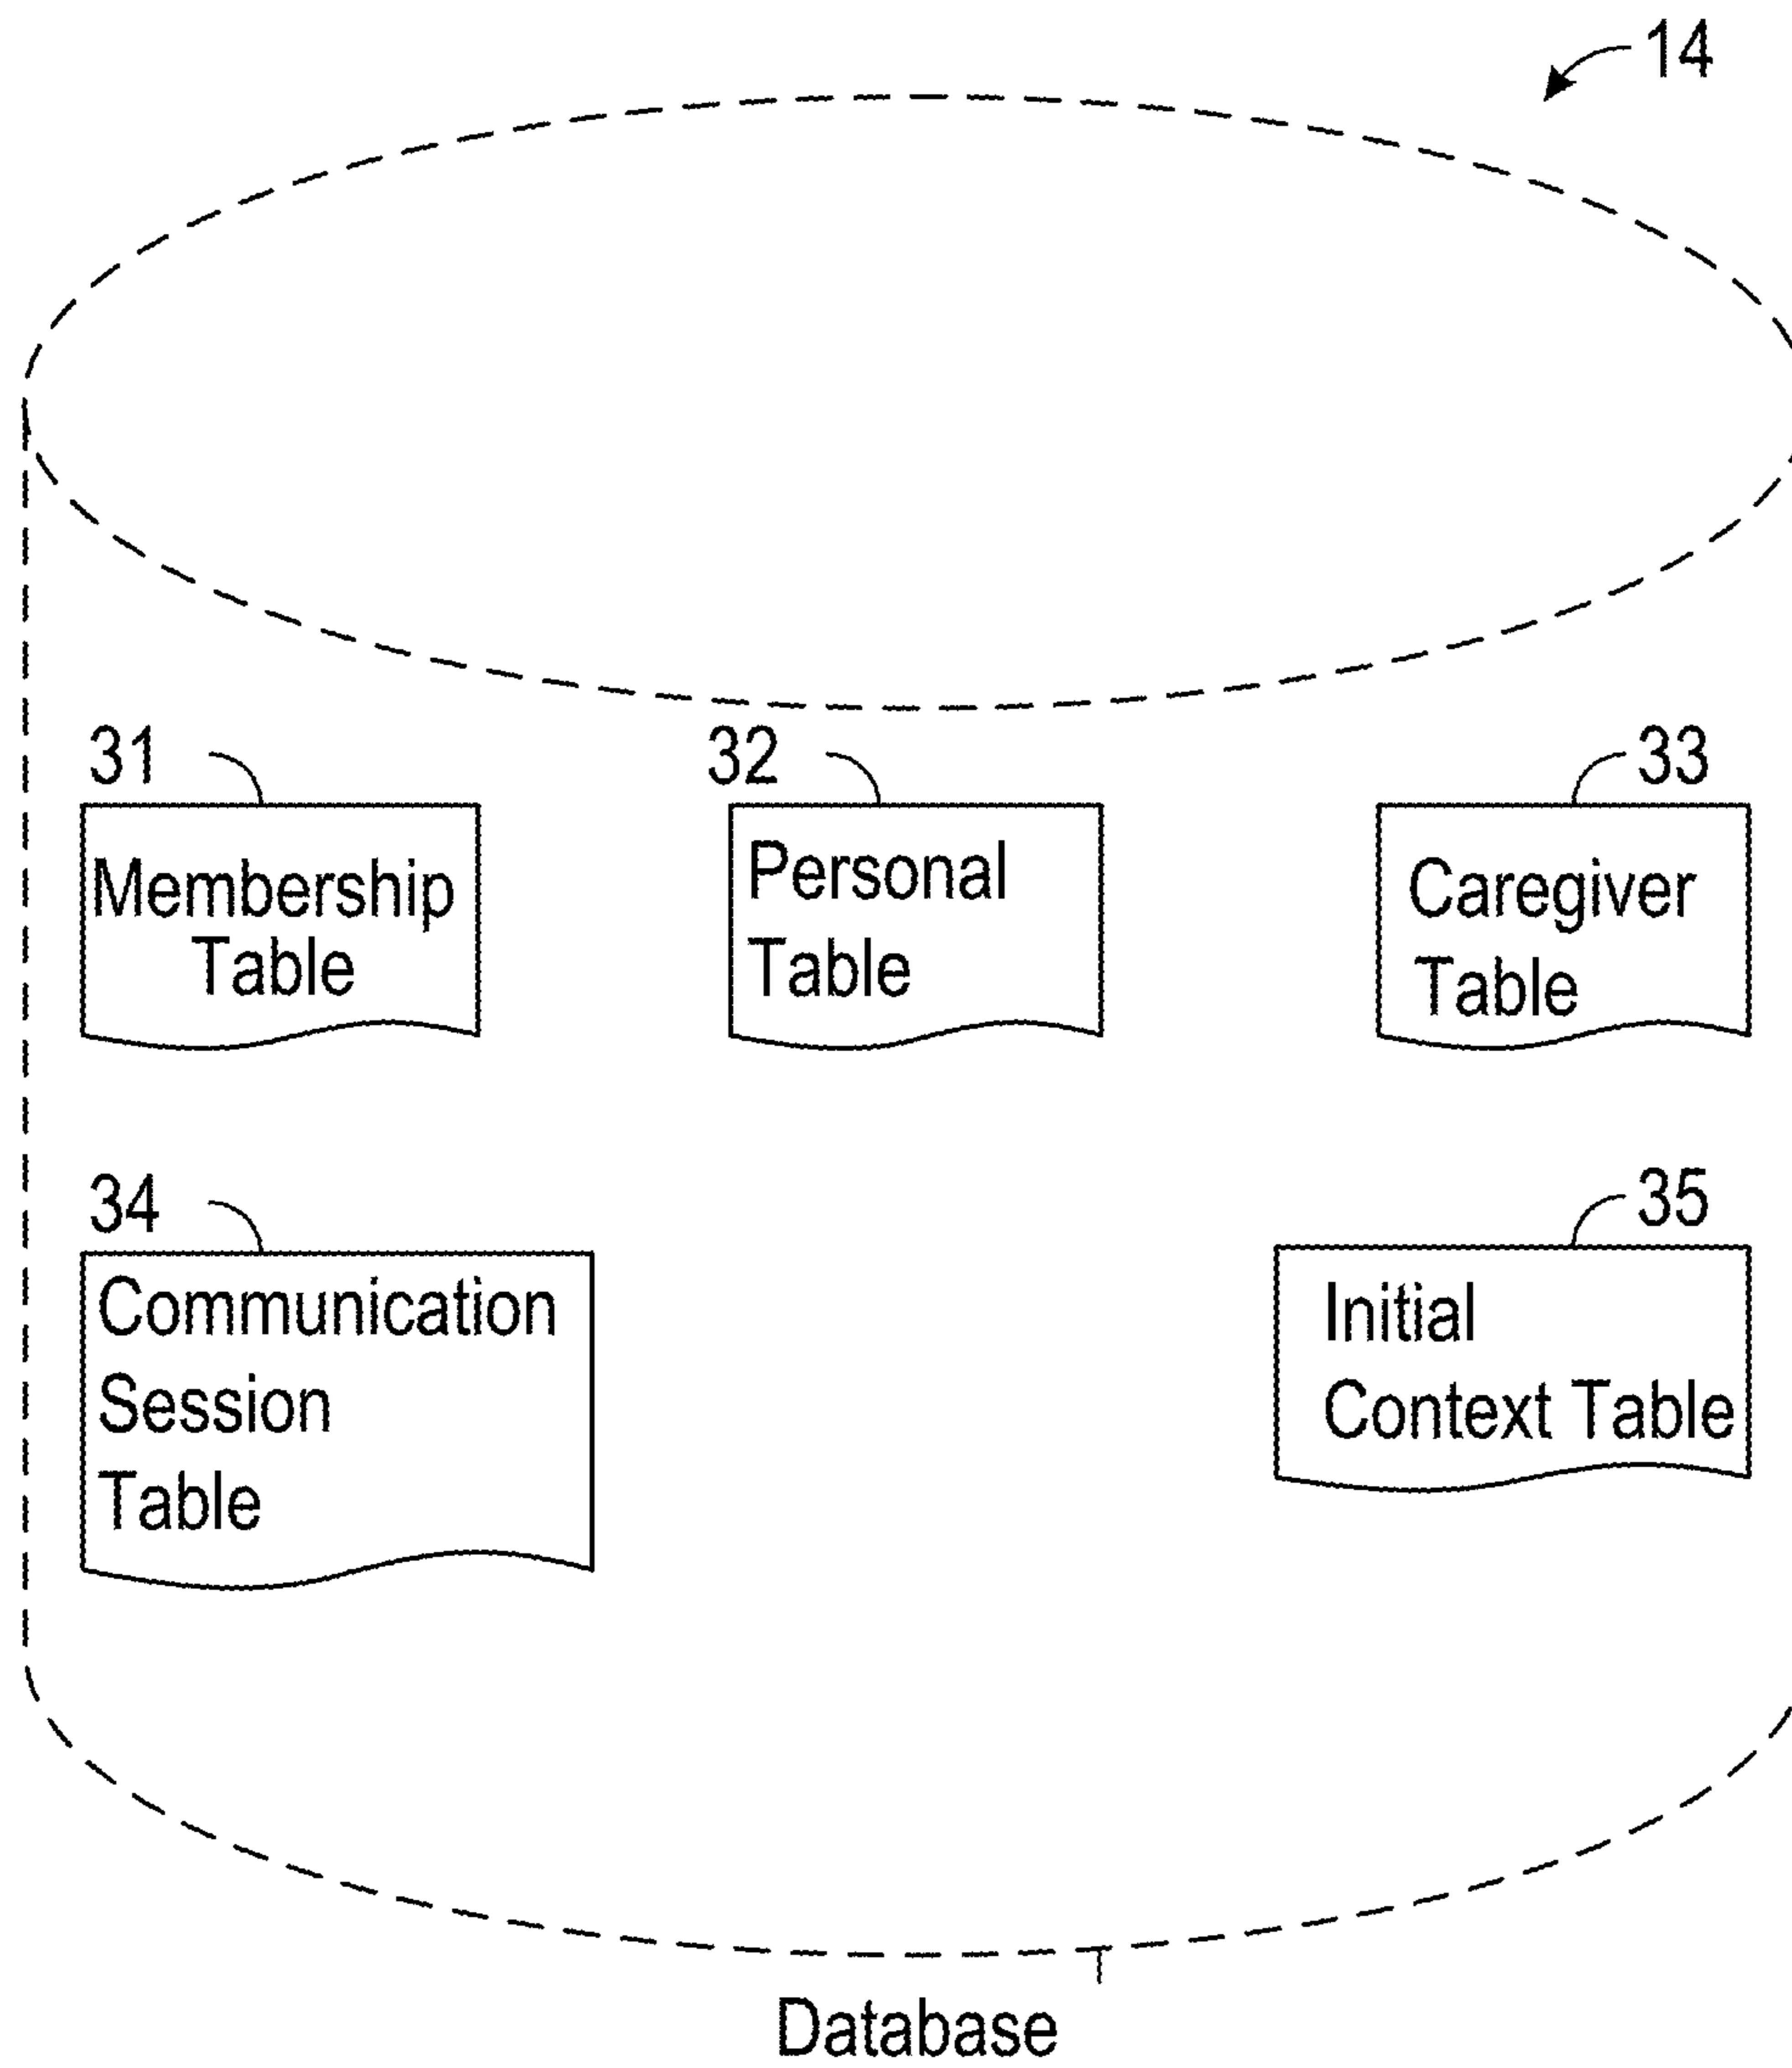 14
31
32
33
Membership
Table
Personal
Table
Caregiver
Table
34
35
Communication
Session
Table
Initial
Context Table
Database